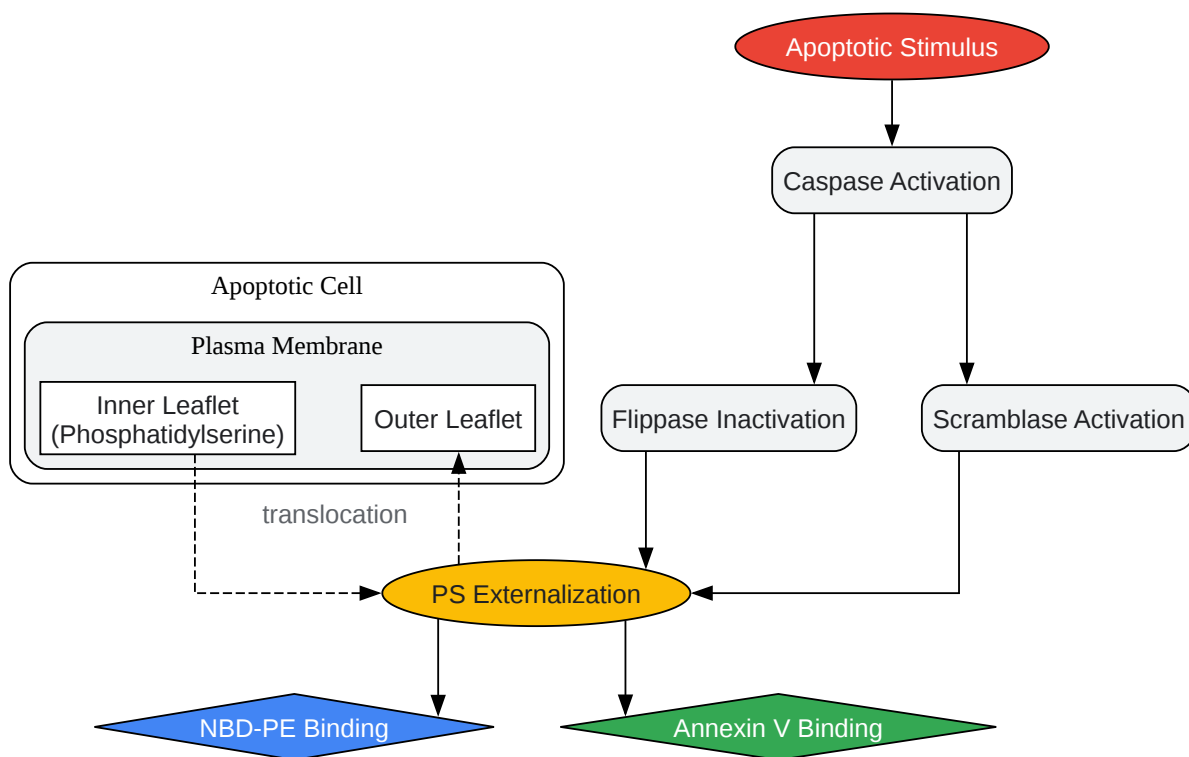 Apoptotic Stimulus
Caspase Activation
Apoptotic Cell
Plasma Membrane
Inner Leaflet
(Phosphatidylserine)
Outer Leaflet
Flippase Inactivation
Scramblase Activation
translocation
PS Externalization
NBD-PE Binding
Annexin V Binding